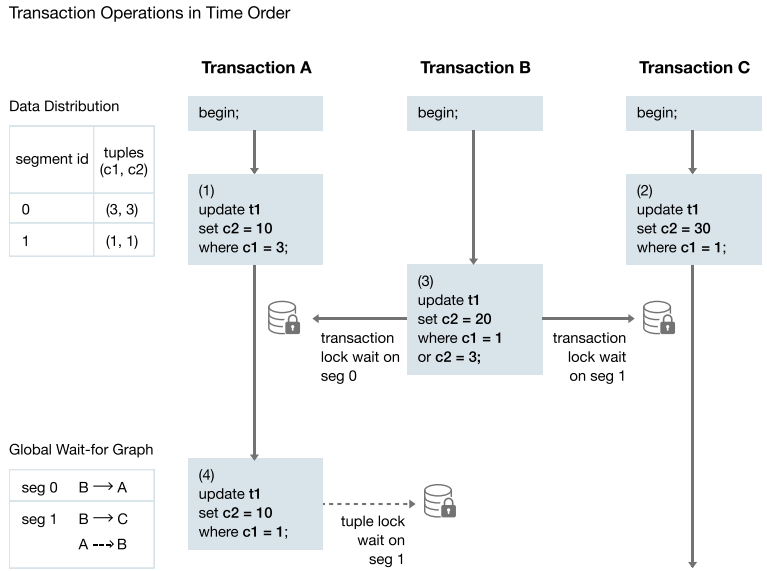 Transaction Operations in Time Order
Transaction A
Transaction B
Transaction C
Data Distribution
segment id
tuples
(c1, c2)
0
(3, 3)
1
(1, 1)
begin;
begin;
begin;
(1)
update t1
set c2 = 10
where c1 = 3;
(2)
update t1
set c2 = 30
where c1 = 1;
(3)
update t1
set c2 = 20
where c1 = 1
or c2 = 3;
transaction
lock wait on
seg 0
transaction
lock wait
on seg 1
Global Wait-for Graph
seg 0 B → A
seg 1 B → C
A ⇢ B
(4)
update t1
set c2 = 10
where c1 = 1;
tuple lock
wait on
seg 1